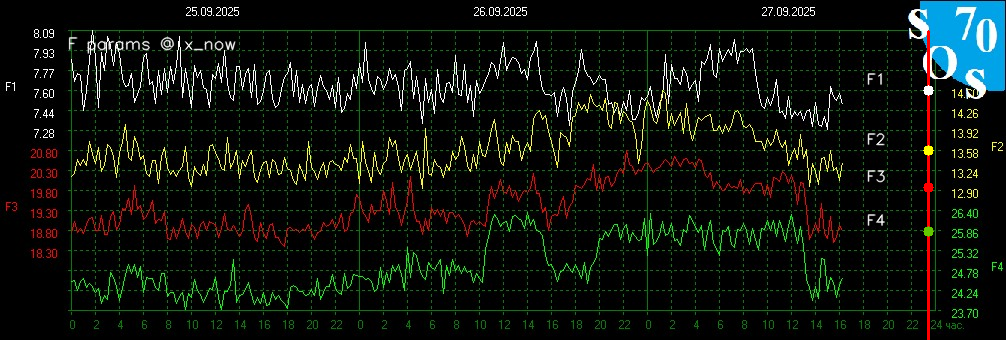 25.09.2025 26.09.2025 27.09.2025
SOS 70
F params @ x_now
8.09
7.93
7.77
F1 7.60
7.44
7.28
F1
F2
F3
F4
20.80
20.30
19.80
F3 19.30
18.80
18.30
14.60
14.26
13.92
13.58 F2
13.24
12.90
26.40
25.86
25.32
24.78 F4
24.24
23.70
0 2 4 6 8 10 12 14 16 18 20 22 0 2 4 6 8 10 12 14 16 18 20 22 0 2 4 6 8 10 12 14 16 18 20 22 24 час.